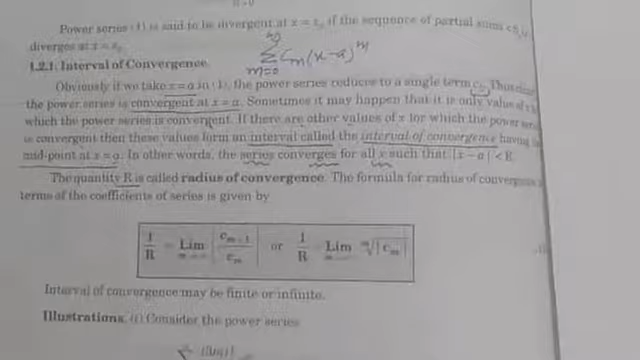 Power series (1) is said to be divergent at x = x₀ if the sequence of partial sums
diverges at x = x₀
∞ ∑ m=0 Cm(x-a)^m
1.2.1. Interval of Convergence.
Obviously if we take x = a in (1), the power series reduces to a single term c₀. Thus
the power series is convergent at x = a. Sometimes it may happen that it is only value of x
which the power series is convergent. If there are other values of x for which the power
is convergent then these values form an interval called the interval of convergence having
mid-point at x = a. In other words, the series converges for all x such that |x - a| < R.
The quantity R is called radius of convergence. The formula for radius of convergence
terms of the coefficients of series is given by
1/R = Lim |c_{m+1}/c_m| or 1/R = Lim ᵐ√|c_m|
Interval of convergence may be finite or infinite.
Illustrations. (i) Consider the power series